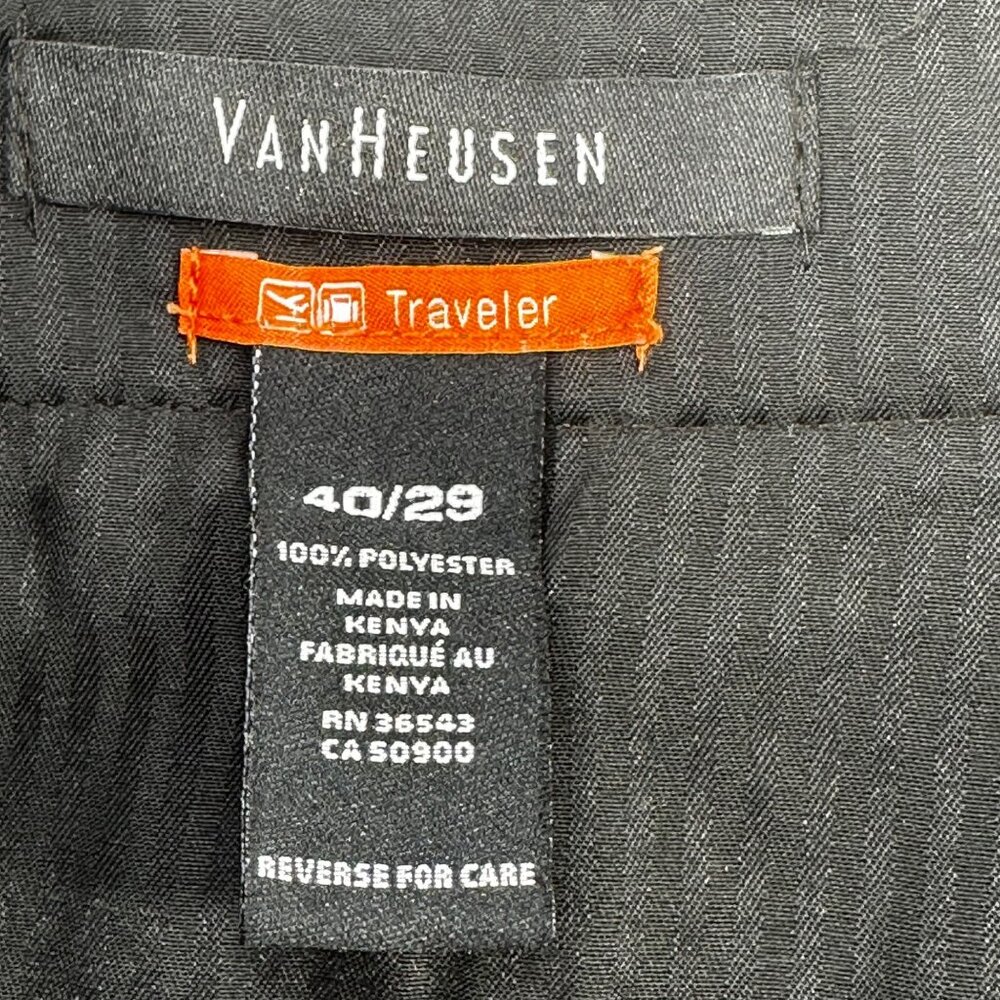 VANHEUSEN
Traveler
40/29
100% POLYESTER
MADE IN
KENYA
FABRIQUÉ AU
KENYA
RN 36543
CA 50900
REVERSE FOR CARE